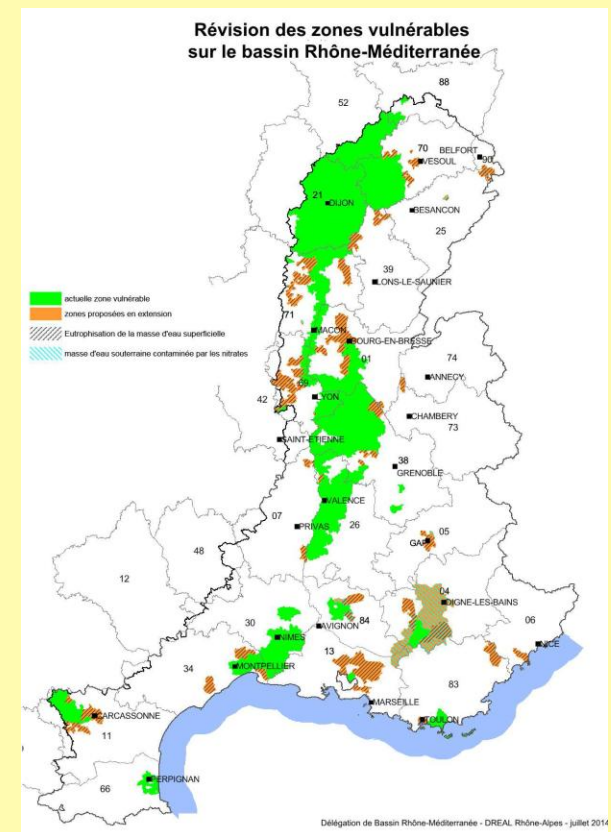 Révision des zones vulnérables
sur le bassin Rhône-Méditerranée
88
52
70
BELFORT
90
VESOUL
21
DIJON
BESANCON
25
39
LONS-LE-SAUNIER
actuelle zone vulnérable
zones proposées en extension
71
Eutrophesation de la masse d'eau superficielle
MACON
BOURG-EN-BRESSE
masse d'eau souterraine contaminée par les nitrates
01
74
ANNECY
69
42
LYON
CHAMBERY
73
SAINT-ETIENNE
38
GRENOBLE
VALENCE
07
26
PRIVAS
05
GAP
48
12
04
DIGNE-LES-BAINS
30
84
AVIGNON
06
NIMES
NICE
13
34
MONTPELLIER
83
MARSEILLE
CARCASSONNE
TOULON
11
PERPIGNAN
66
Délégation de Bassin Rhône-Méditerranée - DREAL Rhône-Alpes - juillet 2014